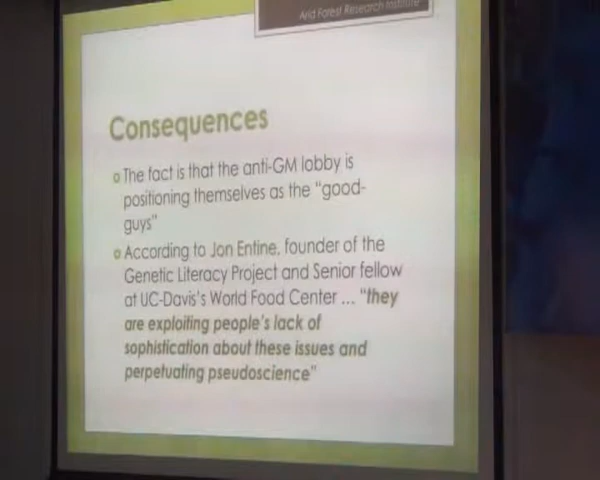 Arid Forest Research Institute
Consequences
o The fact is that the anti-GM lobby is
positioning themselves as the "good-
guys"
o According to Jon Entine, founder of the
Genetic Literacy Project and Senior fellow
at UC-Davis's World Food Center ... "they
are exploiting people's lack of
sophistication about these issues and
perpetuating pseudoscience"